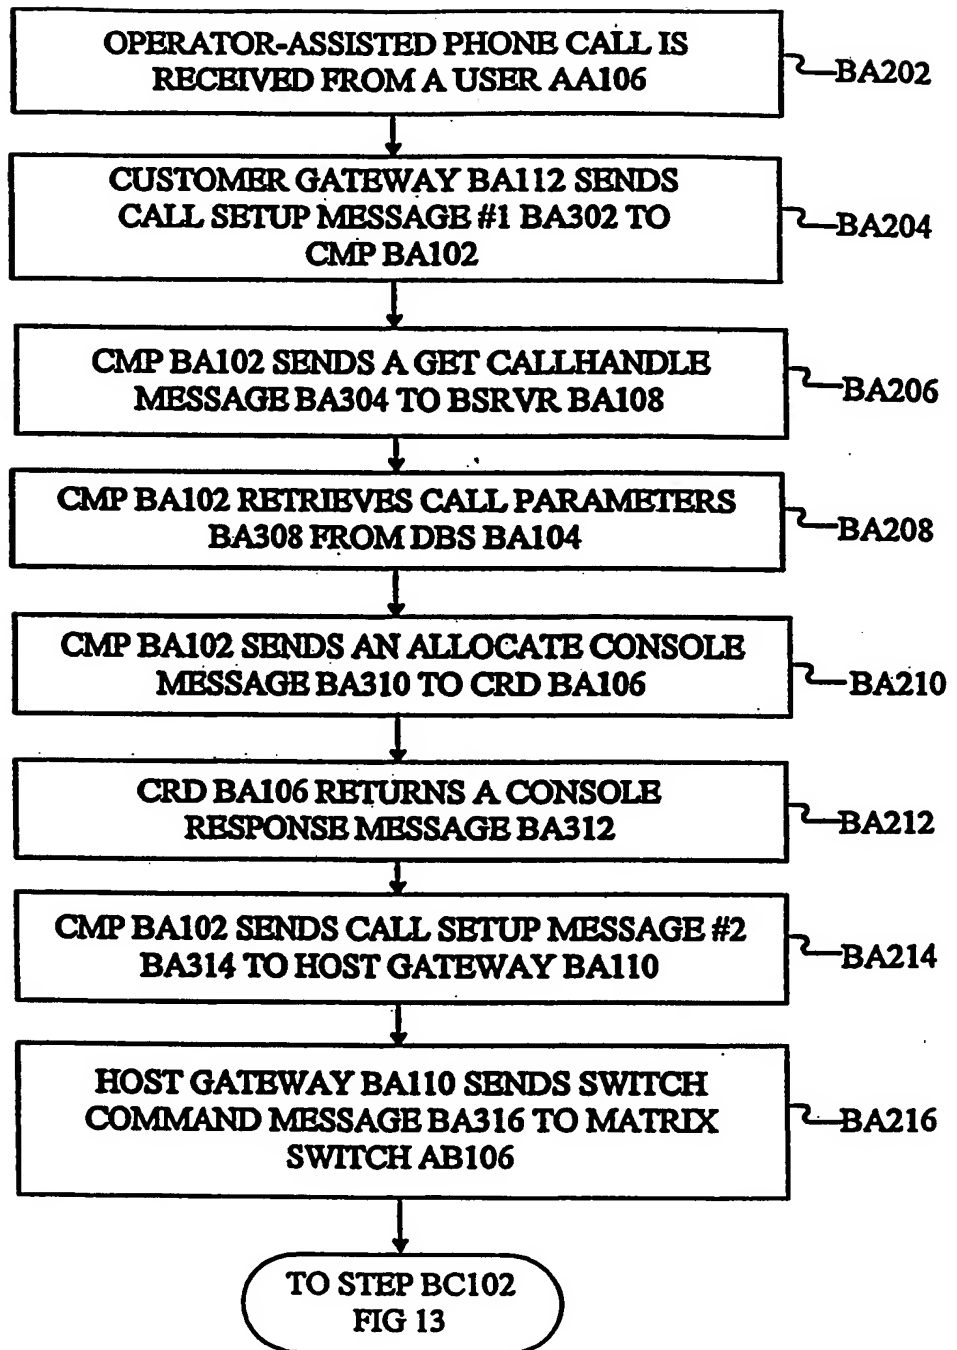 OPERATOR-ASSISTED PHONE CALL IS
RECEIVED FROM A USER AA106
BA202
CUSTOMER GATEWAY BA112 SENDS
CALL SETUP MESSAGE #1 BA302 TO
CMP BA102
BA204
CMP BA102 SENDS A GET CALLHANDLE
MESSAGE BA304 TO BSRVR BA108
BA206
CMP BA102 RETRIEVES CALL PARAMETERS
BA308 FROM DBS BA104
BA208
CMP BA102 SENDS AN ALLOCATE CONSOLE
MESSAGE BA310 TO CRD BA106
BA210
CRD BA106 RETURNS A CONSOLE
RESPONSE MESSAGE BA312
BA212
CMP BA102 SENDS CALL SETUP MESSAGE #2
BA314 TO HOST GATEWAY BA110
BA214
HOST GATEWAY BA110 SENDS SWITCH
COMMAND MESSAGE BA316 TO MATRIX
SWITCH AB106
BA216
TO STEP BC102
FIG 13